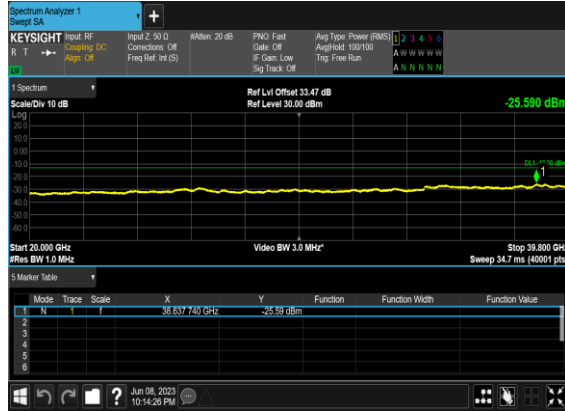 Spectrum Analyzer 1
Swept SA
+
KEYSIGHT Input: RF Input Z: 50 Ω #Atten: 20 dB PNO: Fast Avg Type: Power (RMS) 1 2 3 4 5 6
R T Coupling: DC Corrections: Off Gate: Off Avg|Hold: 100/100 A W W W W W
Align: Off Freq Ref: Int (S) IF Gain: Low Trig: Free Run
Sig Track: Off A N N N N N
1 Spectrum
Ref Lvl Offset 33.47 dB
Scale/Div 10 dB Ref Level 30.00 dBm -25.590 dBm
Log
20.0
10.0
0.00
-10.0
-20.0
-30.0
-40.0
-50.0
-60.0
1
Start 20.000 GHz Video BW 3.0 MHz* Stop 39.800 GH
#Res BW 1.0 MHz Sweep 34.7 ms (40001 pts
5 Marker Table
Mode Trace Scale X Y Function Function Width Function Value
1 N 1 f 38.637 740 GHz -25.59 dBm
2
3
4
5
6
? Jun 08, 2023
10:14:26 PM